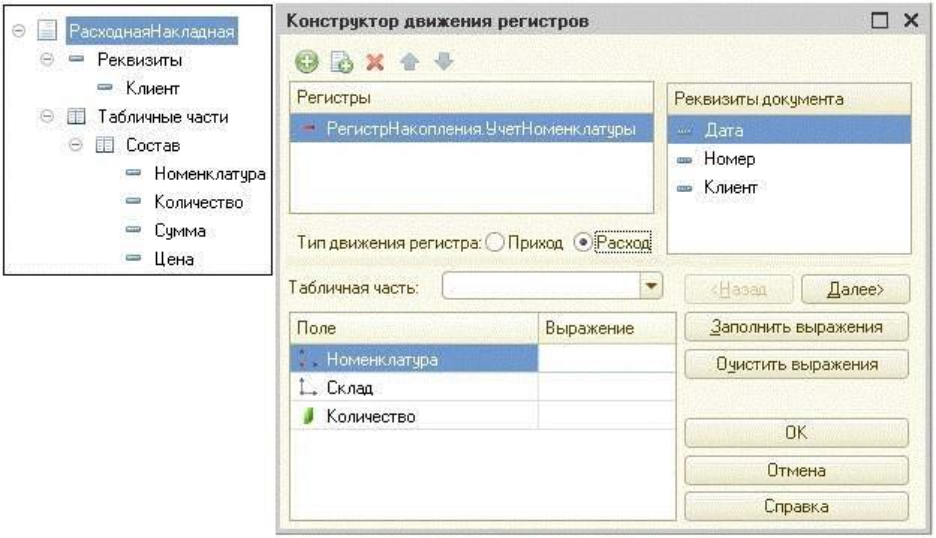 РасходнаяНакладная
Реквизиты
Клиент
Табличные части
Состав
Номенклатура
Количество
Сумма
Цена
Конструктор движения регистров
Регистры
РегистрНакопления.УчетНоменклатуры
Реквизиты документа
Дата
Номер
Клиент
Тип движения регистра: Приход Расход
Табличная часть:
<Назад Далее>
Поле Выражение
Номенклатура
Склад
Количество
Заполнить выражения
Очистить выражения
ОК
Отмена
Справка